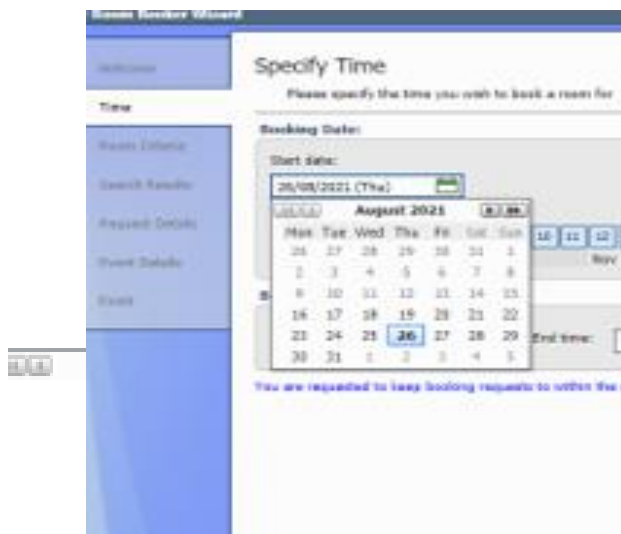 Room Booker Wizard
Welcome
Time
Room Criteria
Search Results
Request Details
Event Details
Finish
Specify Time
Please specify the time you wish to book a room for
Booking Date:
Start date:
26/08/2021 (Thu)
August 2021
Mon Tue Wed Thu Fri Sat Sun
26 27 28 29 30 31 1
2 3 4 5 6 7 8
9 10 11 12 13 14 15
16 17 18 19 20 21 22
23 24 25 26 27 28 29
30 31 1 2 3 4 5
10 11 12
Nov
End time:
You are requested to keep booking requests to within the